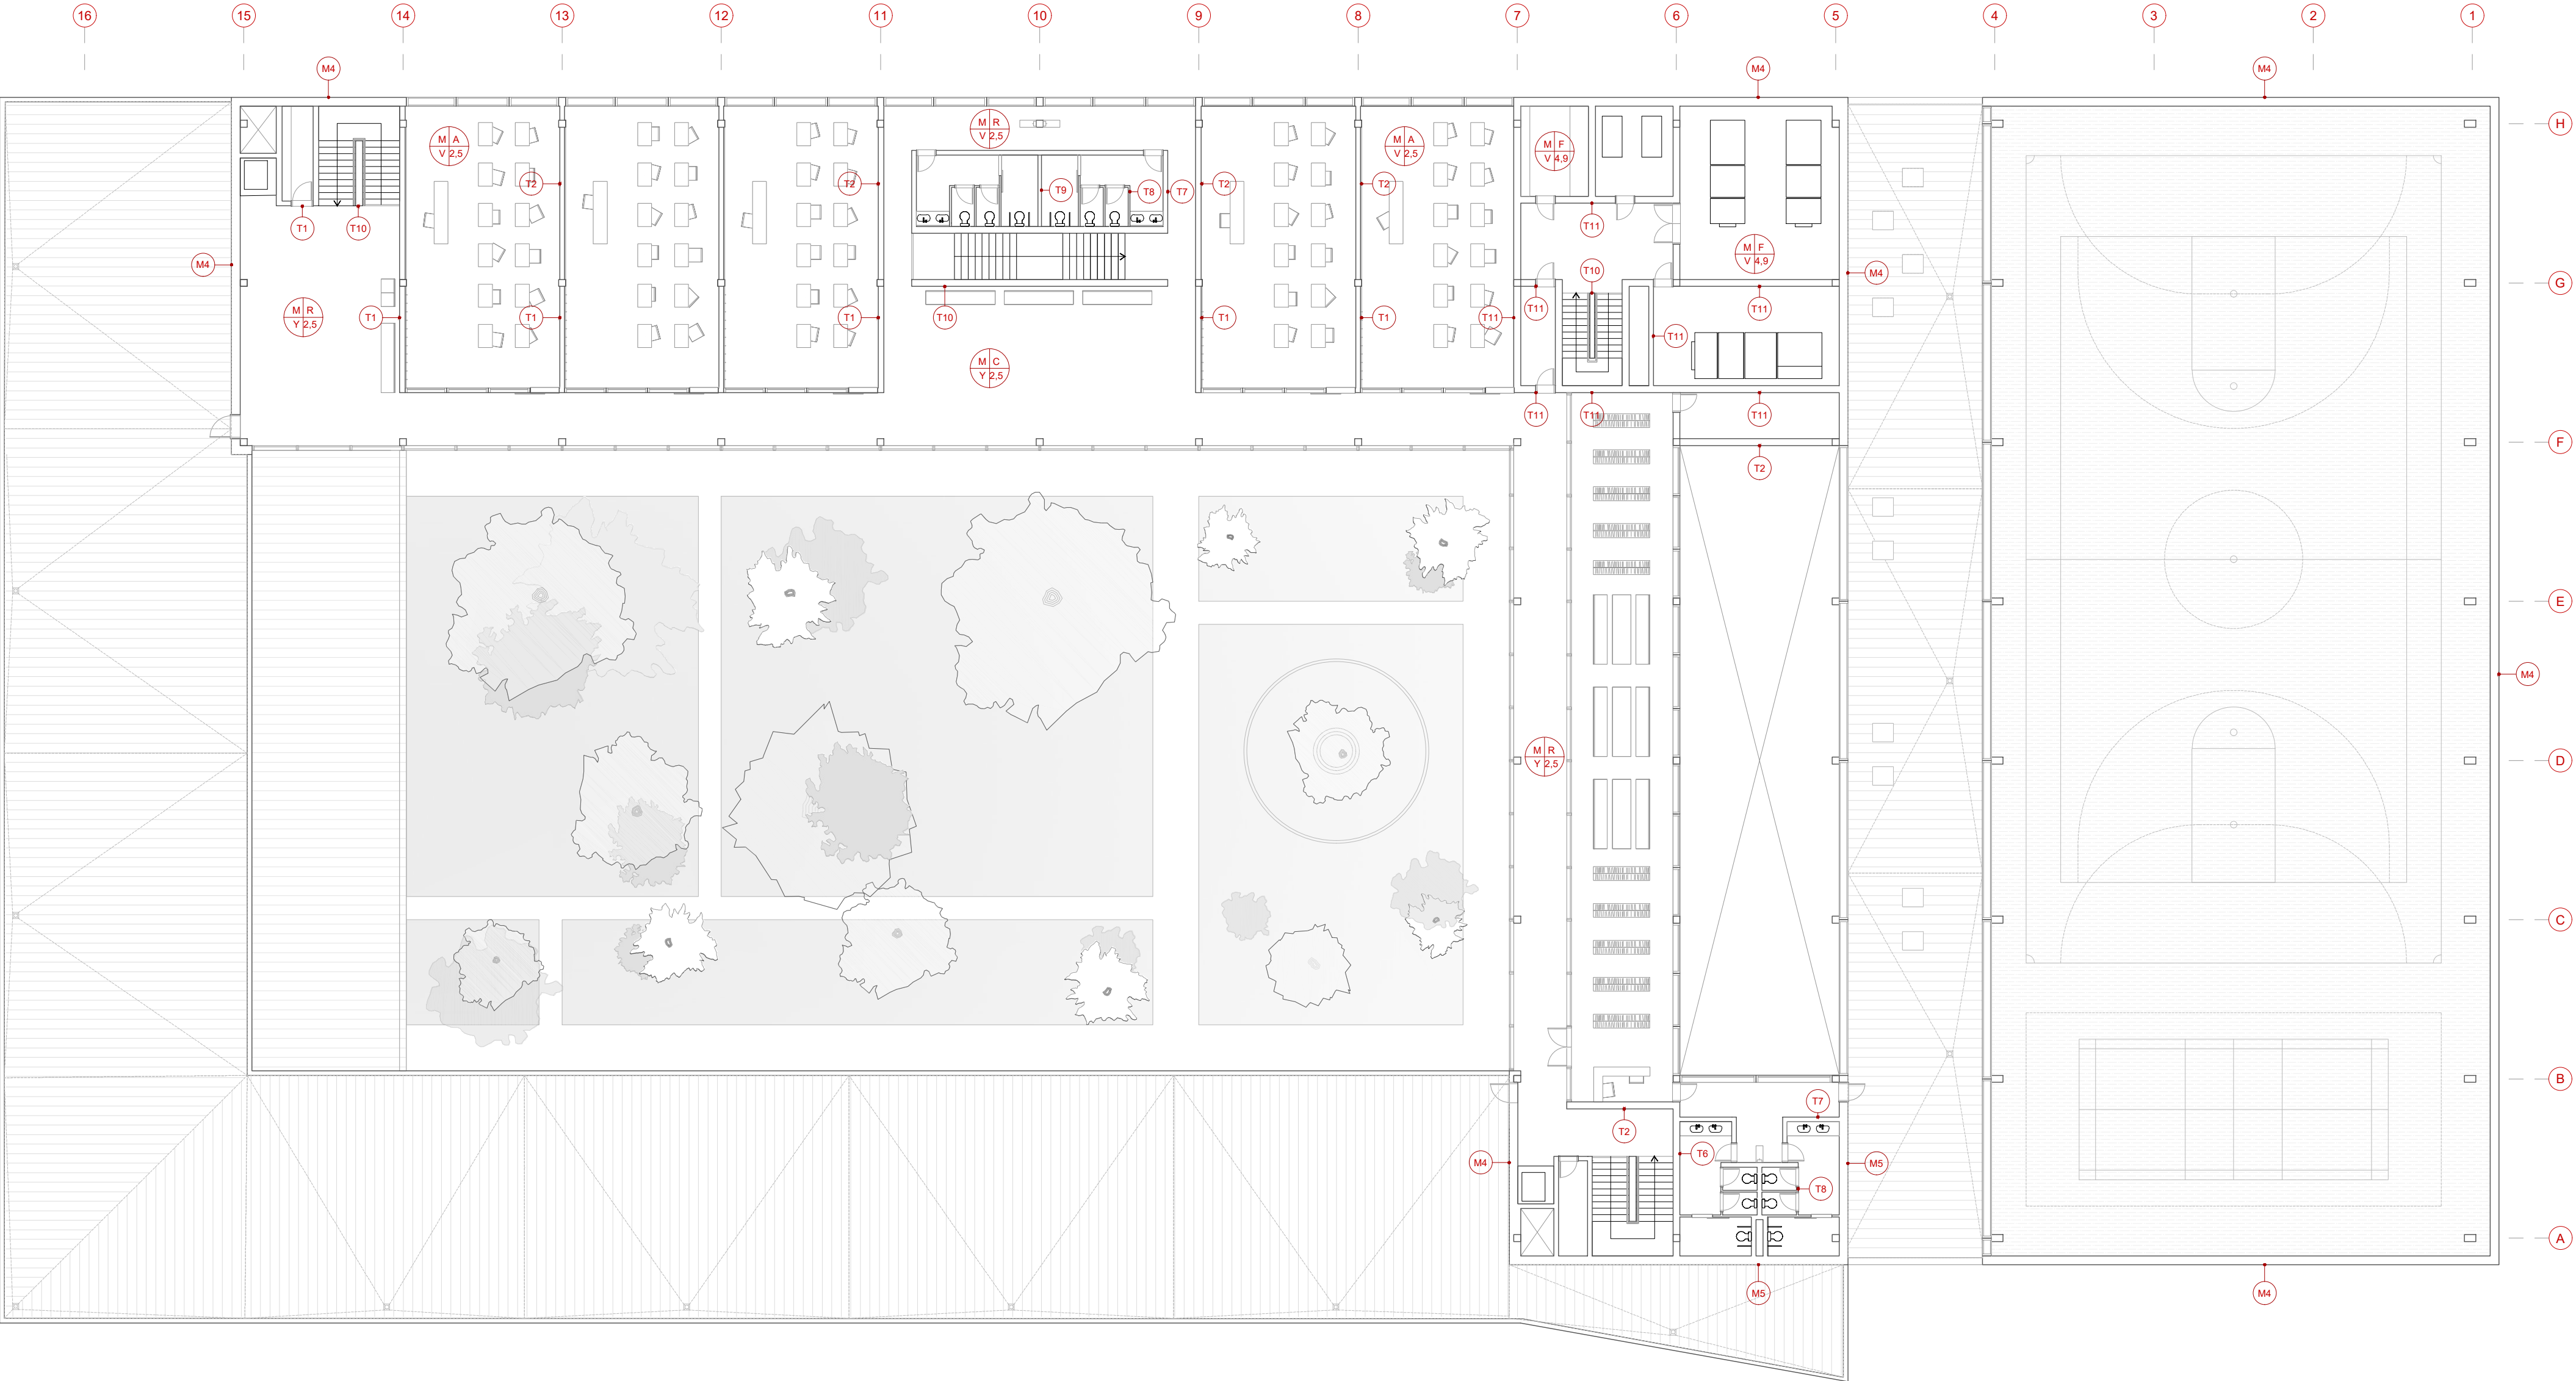 16 15 14 13 12 11 10 9 8 7 6 5 4 3 2 1
M4 M4 M4
H
M A
V 2,5
M R
V 2,5
M A
V 2,5
M F
V 4,9
T2 T2 T9 T8 T7 T2 T2
T1 T10 T11
M F
V 4,9
M4 T10 M4
G
M R
Y 2,5
T1 T1 T1 T10 T1 T1 T11 T11 T11
T11
M C
Y 2,5
T11 T11 T11
F
T2
E
M4
M R
Y 2,5
D
C
B
T7
T2
T6
M4 M5
T8
A
M5 M4